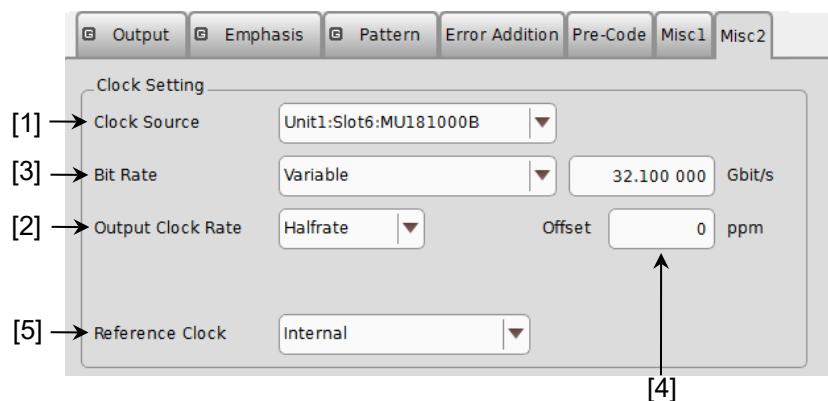 G Output G Emphasis G Pattern Error Addition Pre-Code Misc1 Misc2
Clock Setting
[1] Clock Source Unit1:Slot6:MU181000B
[3] Bit Rate Variable 32.100 000 Gbit/s
[2] Output Clock Rate Halfrate Offset 0 ppm
[5] Reference Clock Internal
[4]